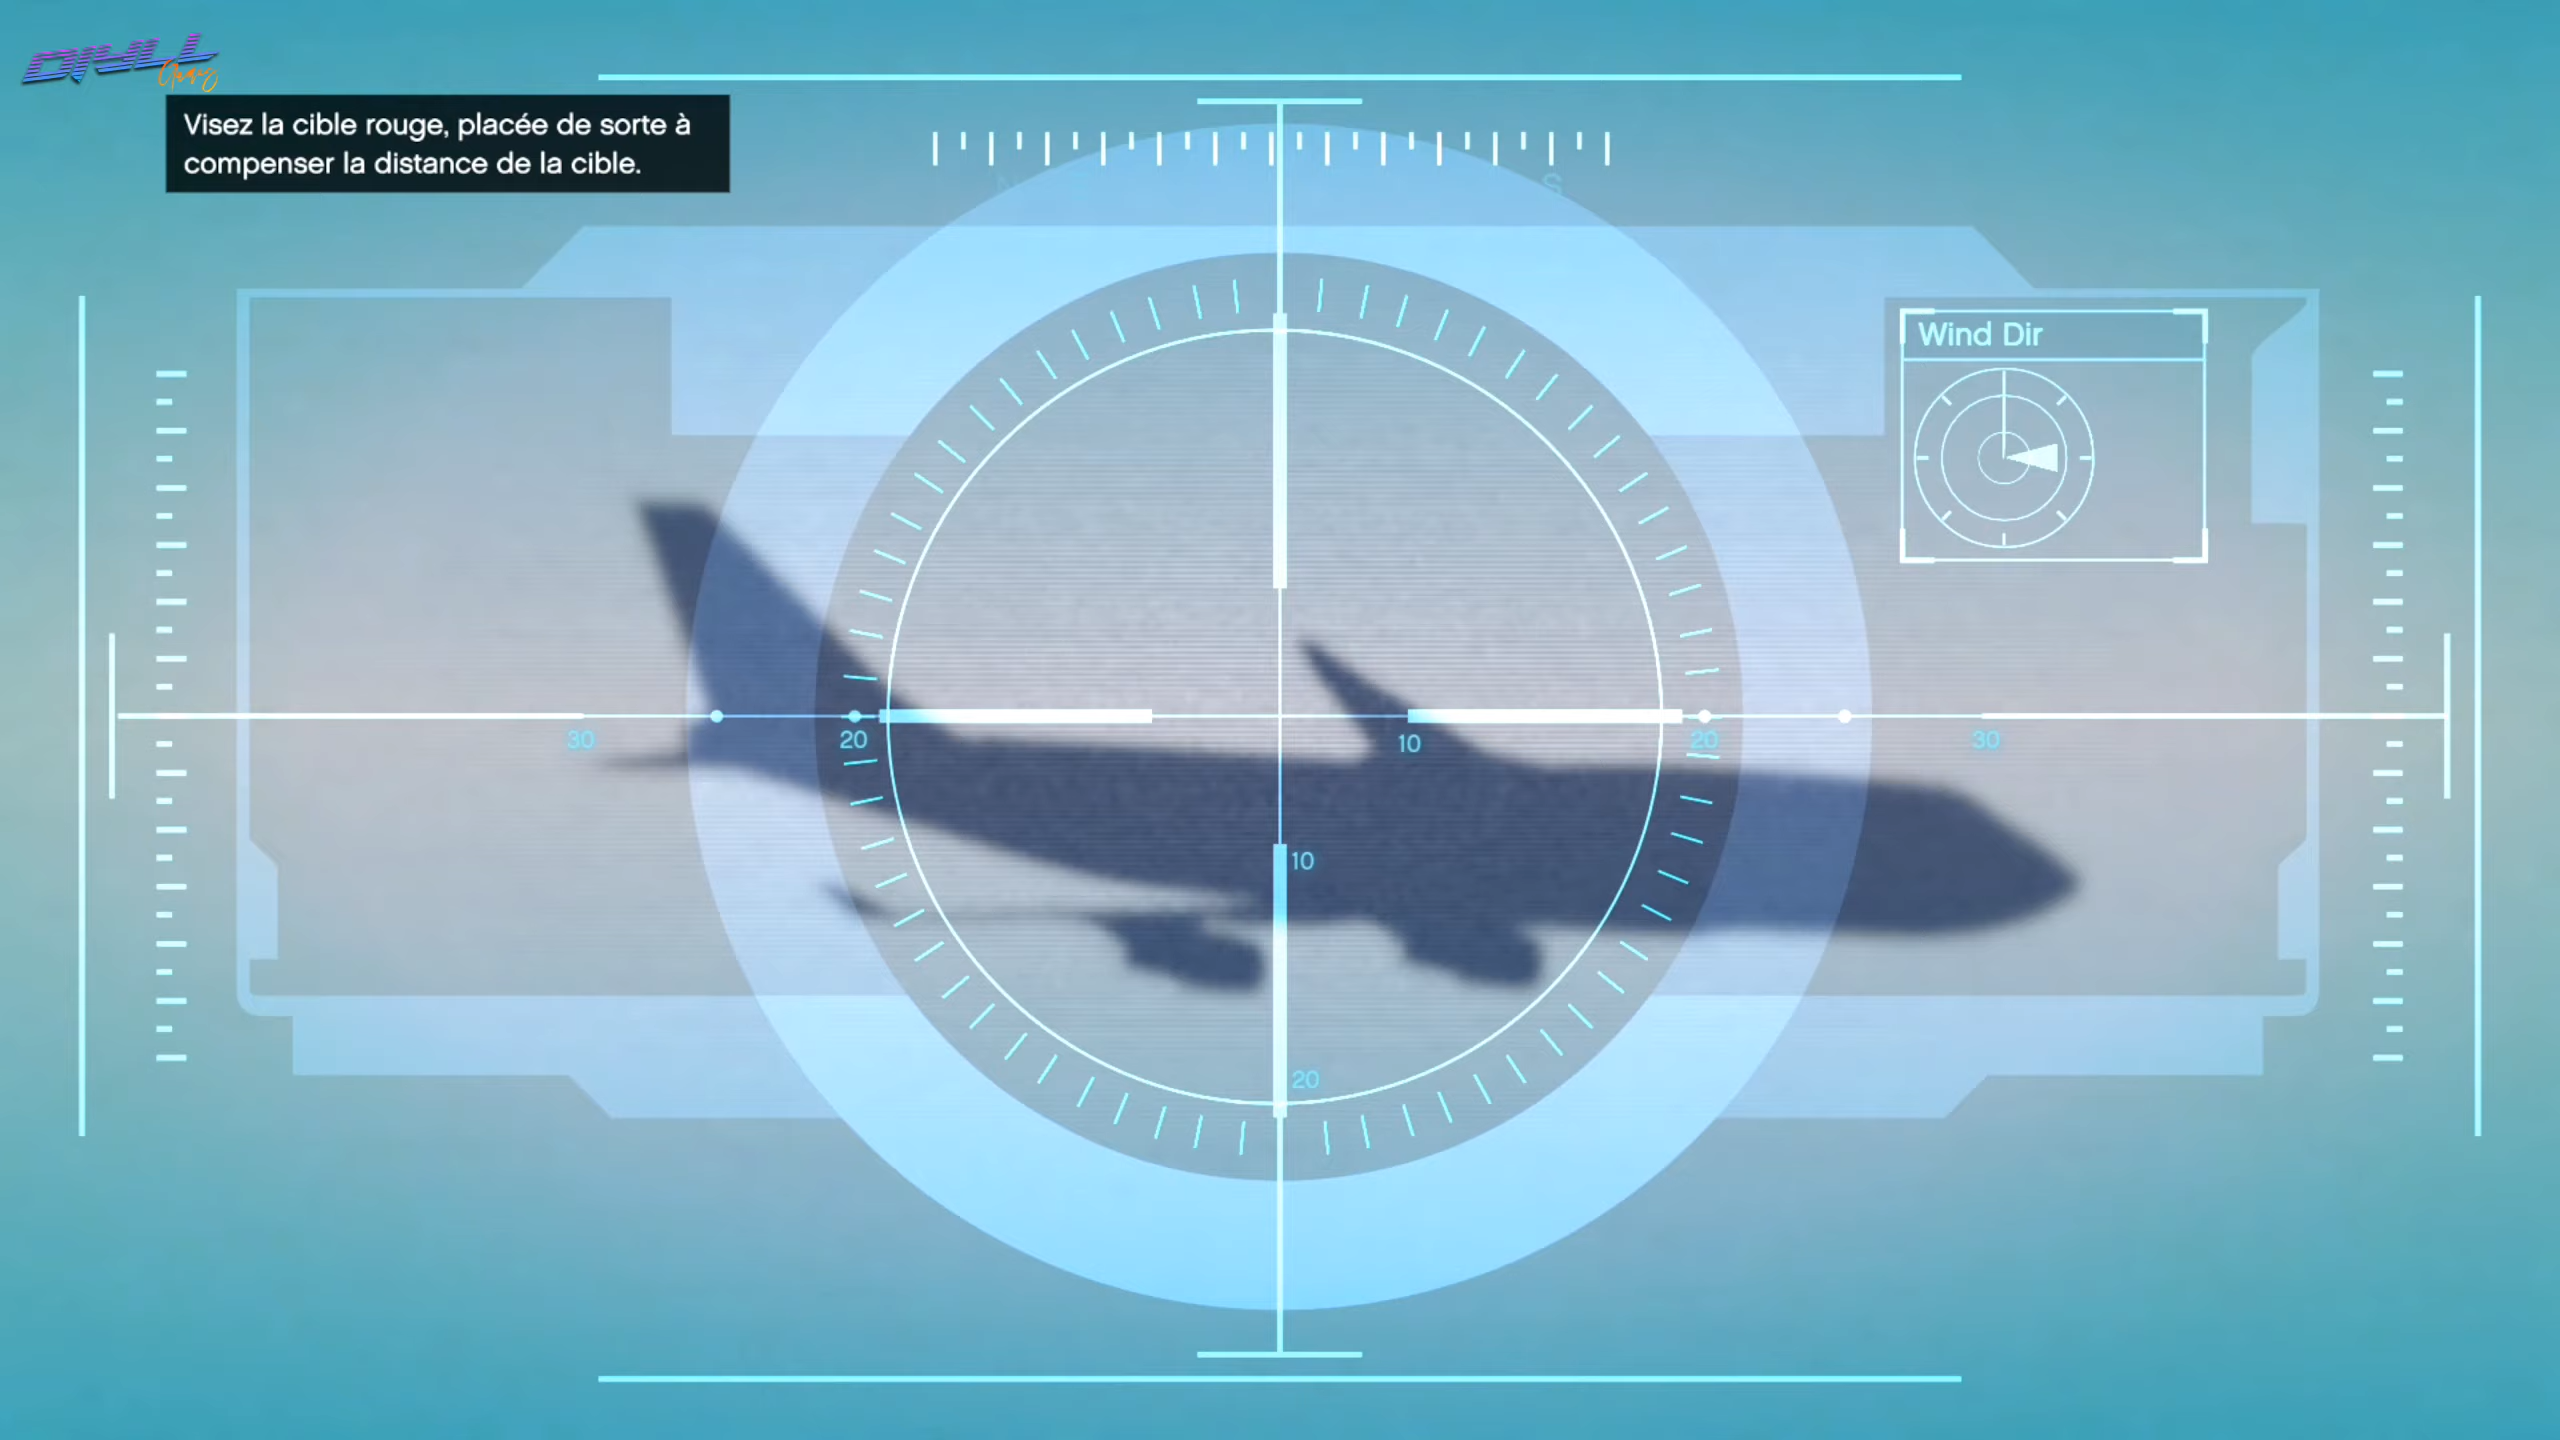 Visez la cible rouge, placée de sorte à
compenser la distance de la cible.
S
Wind Dir
30
20
10
20
30
10
20